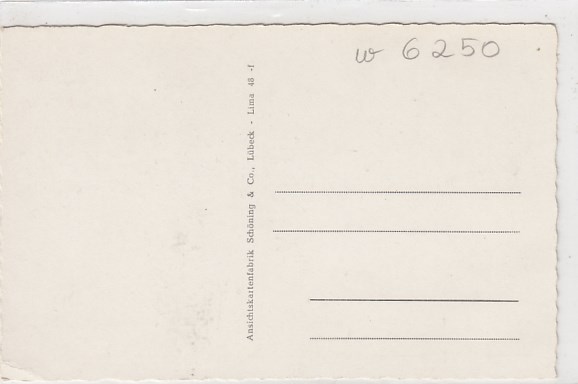 w 6250
Ansichtskartenfabrik Schöning & Co., Lübeck - Lima 48 -f